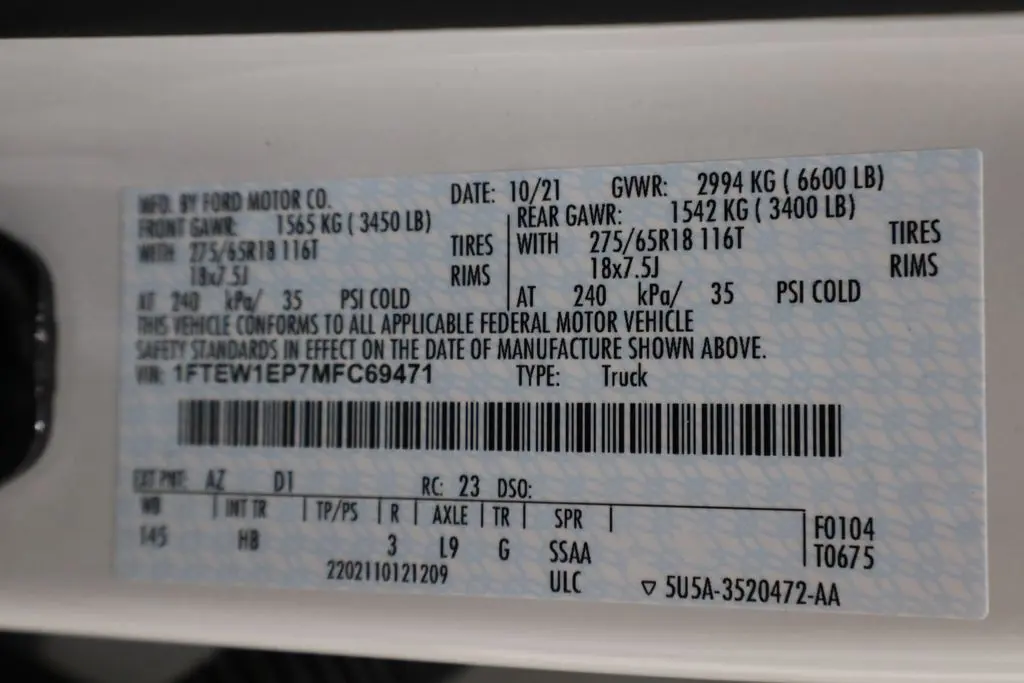 MFD. BY FORD MOTOR CO. DATE: 10/21 GVWR: 2994 KG ( 6600 LB)
FRONT GAWR: 1565 KG ( 3450 LB) REAR GAWR: 1542 KG ( 3400 LB)
WITH 275/65R18 116T TIRES WITH 275/65R18 116T TIRES
18x7.5J RIMS 18x7.5J RIMS
AT 240 kPa/ 35 PSI COLD AT 240 kPa/ 35 PSI COLD
THIS VEHICLE CONFORMS TO ALL APPLICABLE FEDERAL MOTOR VEHICLE
SAFETY STANDARDS IN EFFECT ON THE DATE OF MANUFACTURE SHOWN ABOVE.
VIN: 1FTEW1EP7MFC69471 TYPE: Truck
EXT PNT: AZ D1 RC: 23 DSO:
WB INT TR TP/PS R AXLE TR SPR F0104
145 HB 3 L9 G SSAA T0675
2202110121209 ULC ▽ 5U5A-3520472-AA